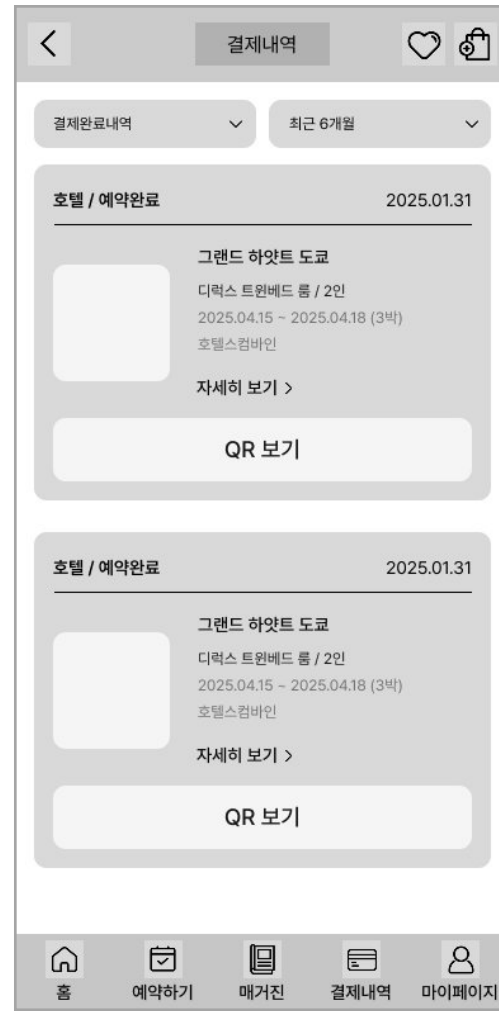 결제내역
결제완료내역
최근 6개월
호텔 / 예약완료 2025.01.31
그랜드 하얏트 도쿄
디럭스 트윈베드 룸 / 2인
2025.04.15 ~ 2025.04.18 (3박)
호텔스컴바인
자세히 보기 >
QR 보기
호텔 / 예약완료 2025.01.31
그랜드 하얏트 도쿄
디럭스 트윈베드 룸 / 2인
2025.04.15 ~ 2025.04.18 (3박)
호텔스컴바인
자세히 보기 >
QR 보기
홈 예약하기 매거진 결제내역 마이페이지